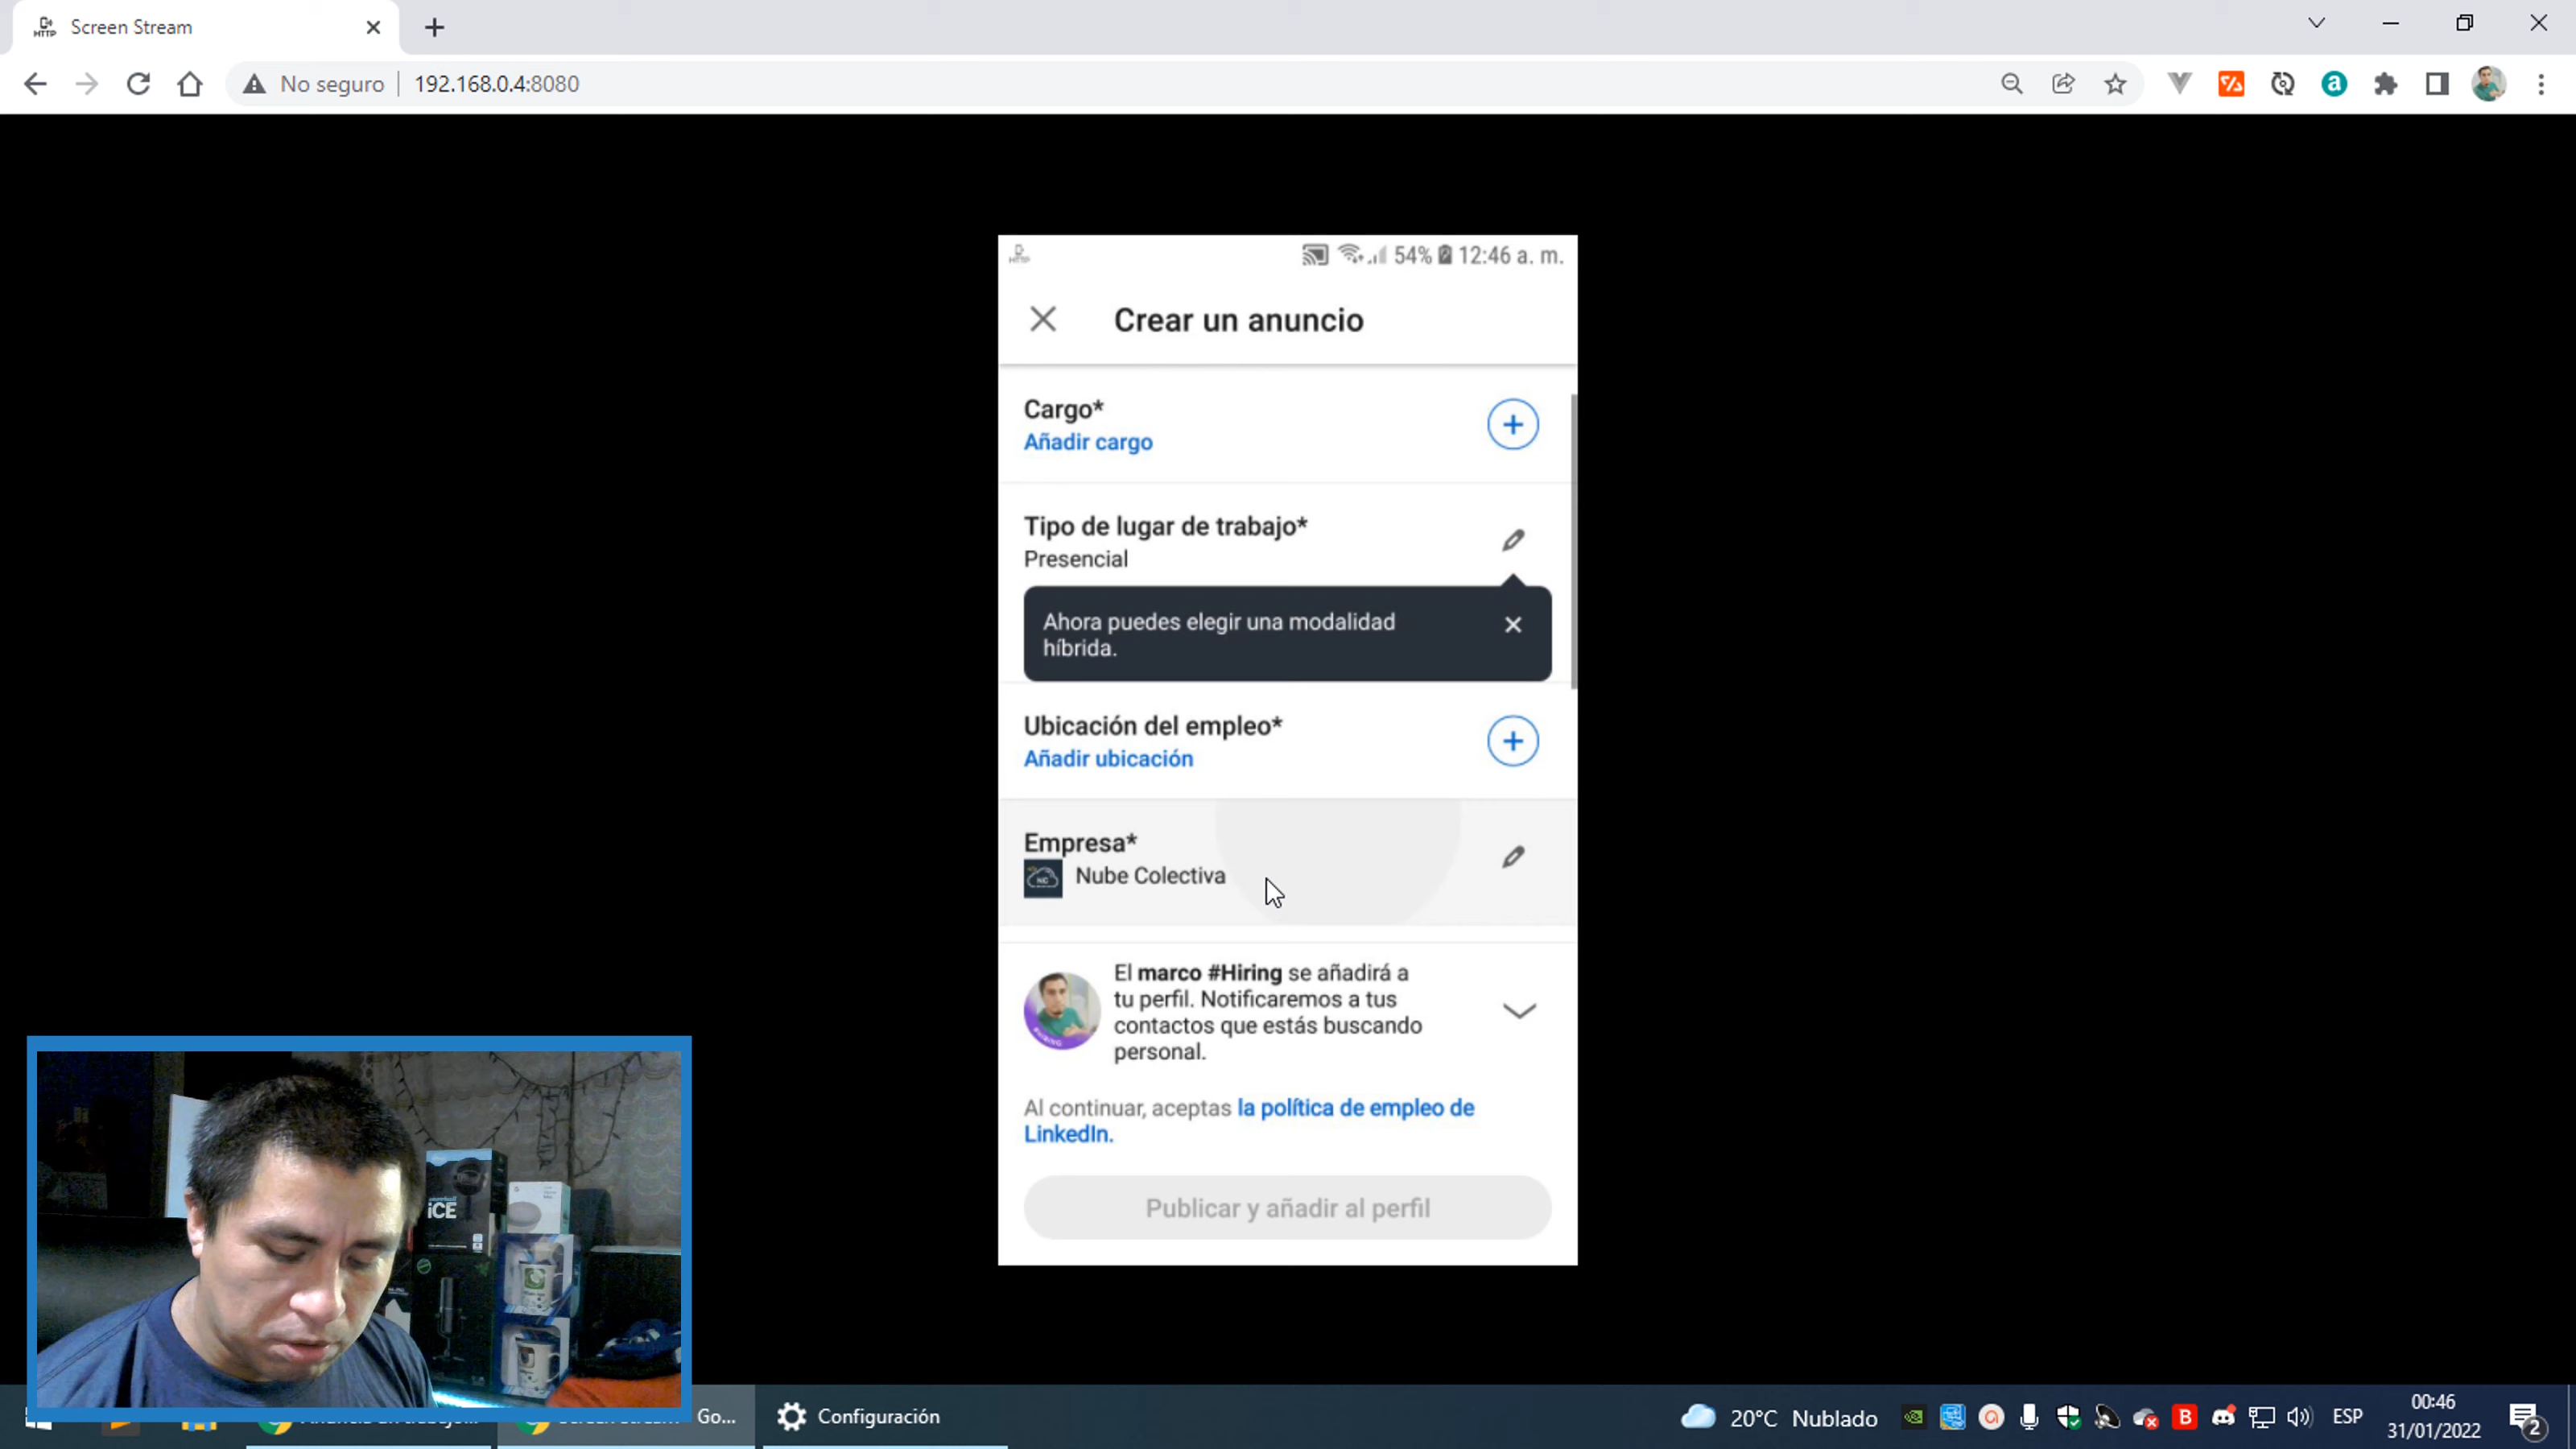 Screen Stream
No seguro
192.168.0.4:8080
54% 12:46 a. m.
Crear un anuncio
Cargo*
Añadir cargo
Tipo de lugar de trabajo*
Presencial
Ahora puedes elegir una modalidad
híbrida.
Ubicación del empleo*
Añadir ubicación
Empresa*
NC
Nube Colectiva
El marco #Hiring se añadirá a
tu perfil. Notificaremos a tus
contactos que estás buscando
personal.
#HIRING
Al continuar, aceptas la política de empleo de
LinkedIn.
Publicar y añadir al perfil
iCE
Go...
Configuración
20°C Nublado
ESP
00:46
31/01/2022
2